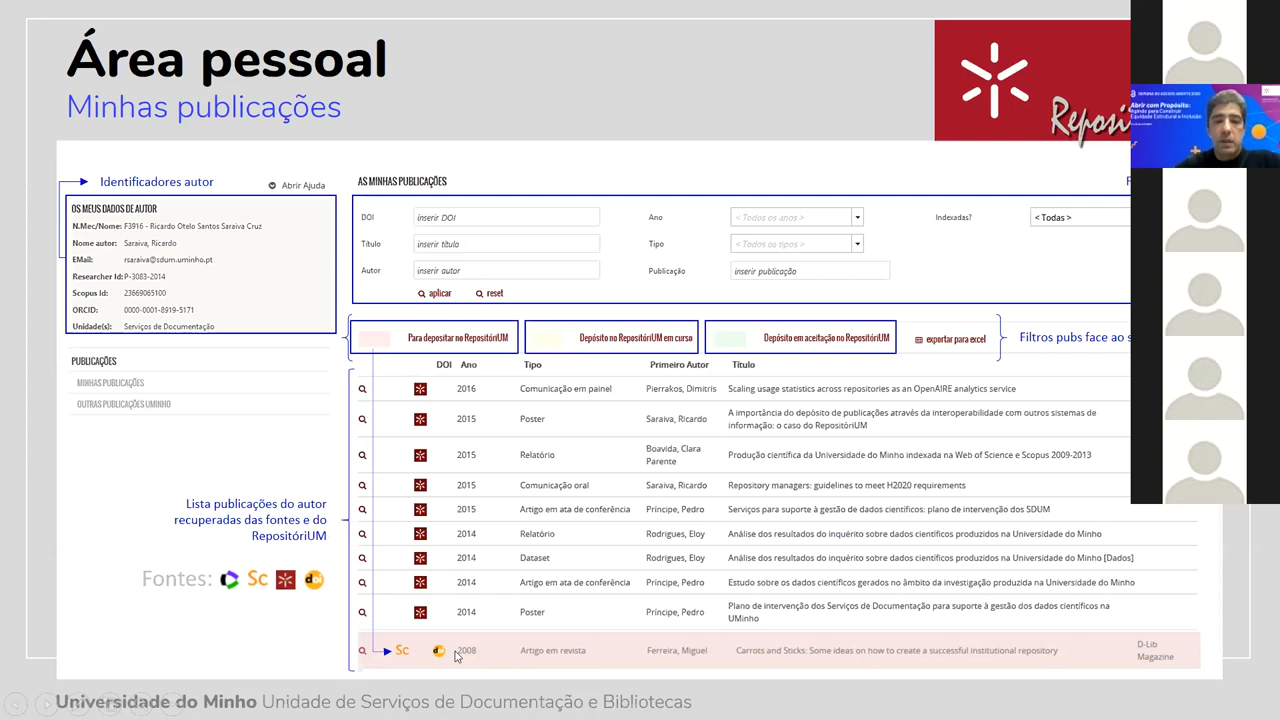 Área pessoal
Minhas publicações
Reposi
Abrir com Propósito:
Identificadores autor
Abrir Ajuda
OS MEUS DADOS DE AUTOR
N.Mec/Nome: F3916 - Ricardo Otelo Santos Saraiva Cruz
Nome autor: Saraiva, Ricardo
EMail: rsaraiva@sdum.uminho.pt
Researcher Id: P-3083-2014
Scopus Id: 23669065100
ORCID: 0000-0001-8919-5171
Unidade(s): Serviços de Documentação
PUBLICAÇÕES
MINHAS PUBLICAÇÕES
OUTRAS PUBLICAÇÕES UMINHO
Lista publicações do autor
recuperadas das fontes e do
RepositóriUM
Fontes: Sc
AS MINHAS PUBLICAÇÕES
F
DOI inserir DOI Ano < Todos os anos > Indexadas? < Todas >
Título inserir título Tipo < Todos os tipos >
Autor inserir autor Publicação inserir publicação
aplicar reset
Para depositar no RepositóriUM Depósito no RepositóriUM em curso Depósito em aceitação no RepositóriUM exportar para excel Filtros pubs face ao s
DOI Ano Tipo Primeiro Autor Título
2016 Comunicação em painel Pierrakos, Dimitris Scaling usage statistics across repositories as an OpenAIRE analytics service
2015 Poster Saraiva, Ricardo A importância do depósito de publicações através da interoperabilidade com outros sistemas de
informação: o caso do RepositóriUM
2015 Relatório Boavida, Clara Parente Produção científica da Universidade do Minho indexada na Web of Science e Scopus 2009-2013
2015 Comunicação oral Saraiva, Ricardo Repository managers: guidelines to meet H2020 requirements
2015 Artigo em ata de conferência Príncipe, Pedro Serviços para suporte à gestão de dados científicos: plano de intervenção dos SDUM
2014 Relatório Rodrigues, Eloy Análise dos resultados do inquérito sobre dados científicos produzidos na Universidade do Minho
2014 Dataset Rodrigues, Eloy Análise dos resultados do inquérito sobre dados científicos produzidos na Universidade do Minho [Dados]
2014 Artigo em ata de conferência Príncipe, Pedro Estudo sobre os dados científicos gerados no âmbito da investigação produzida na Universidade do Minho
2014 Poster Príncipe, Pedro Plano de intervenção dos Serviços de Documentação para suporte à gestão dos dados científicos na
UMinho
Sc 2008 Artigo em revista Ferreira, Miguel Carrots and Sticks: Some ideas on how to create a successful institutional repository D-Lib
Magazine
Universidade do Minho Unidade de Serviços de Documentação e Bibliotecas